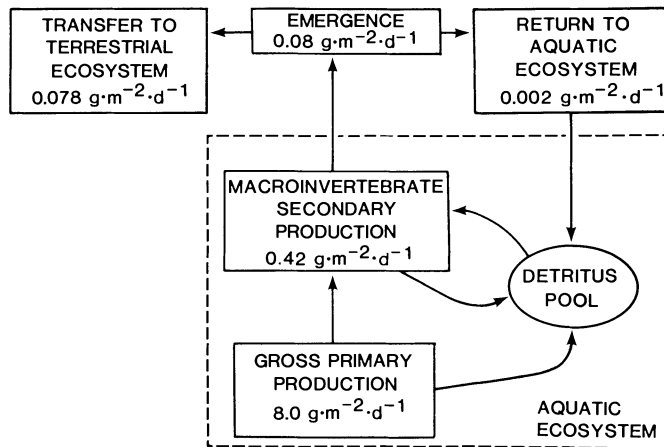 TRANSFER TO
TERRESTRIAL
ECOSYSTEM
0.078 g·m⁻²·d⁻¹
EMERGENCE
0.08 g·m⁻²·d⁻¹
RETURN TO
AQUATIC
ECOSYSTEM
0.002 g·m⁻²·d⁻¹
MACROINVERTEBRATE
SECONDARY
PRODUCTION
0.42 g·m⁻²·d⁻¹
DETRITUS
POOL
GROSS PRIMARY
PRODUCTION
8.0 g·m⁻²·d⁻¹
AQUATIC
ECOSYSTEM